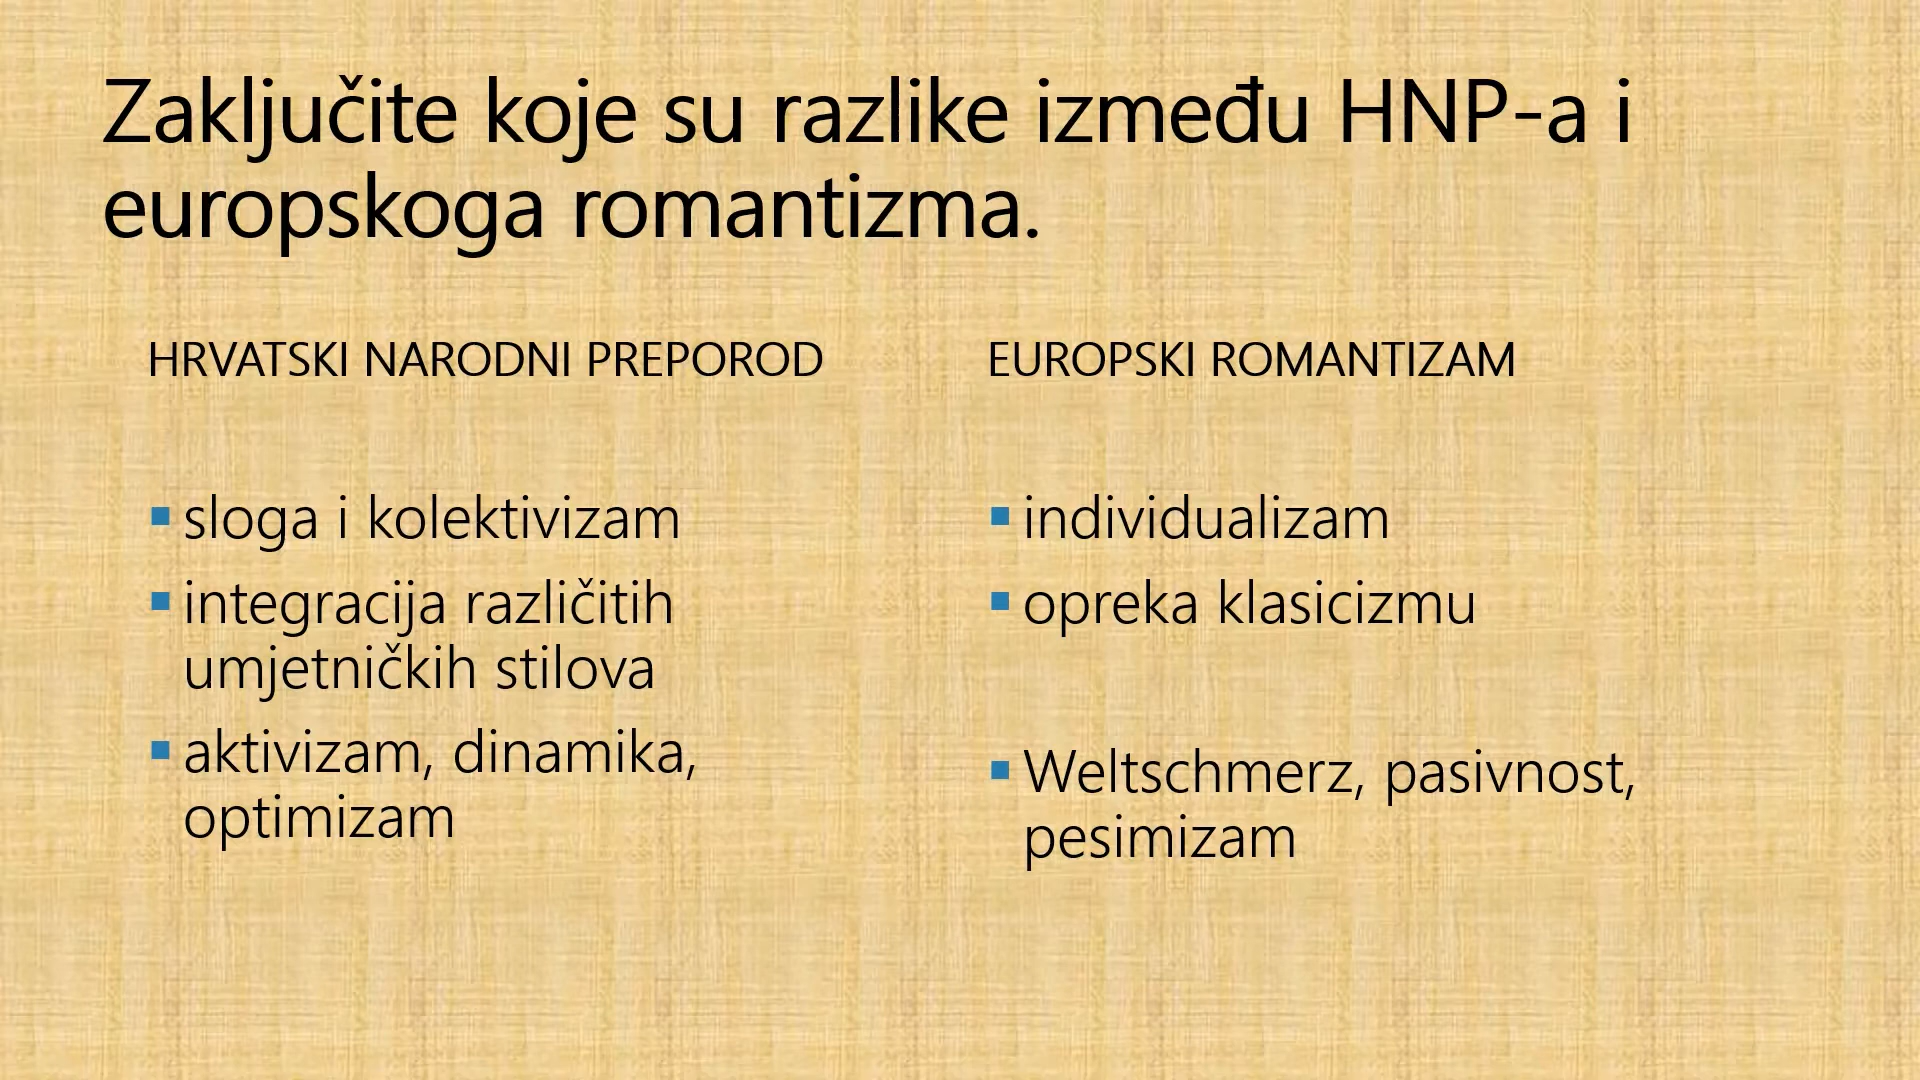 Zaključite koje su razlike između HNP-a i
europskoga romantizma.
HRVATSKI NARODNI PREPOROD
▪ sloga i kolektivizam
▪ integracija različitih
umjetničkih stilova
▪ aktivizam, dinamika,
optimizam
EUROPSKI ROMANTIZAM
▪ individualizam
▪ opreka klasicizmu
▪ Weltschmerz, pasivnost,
pesimizam